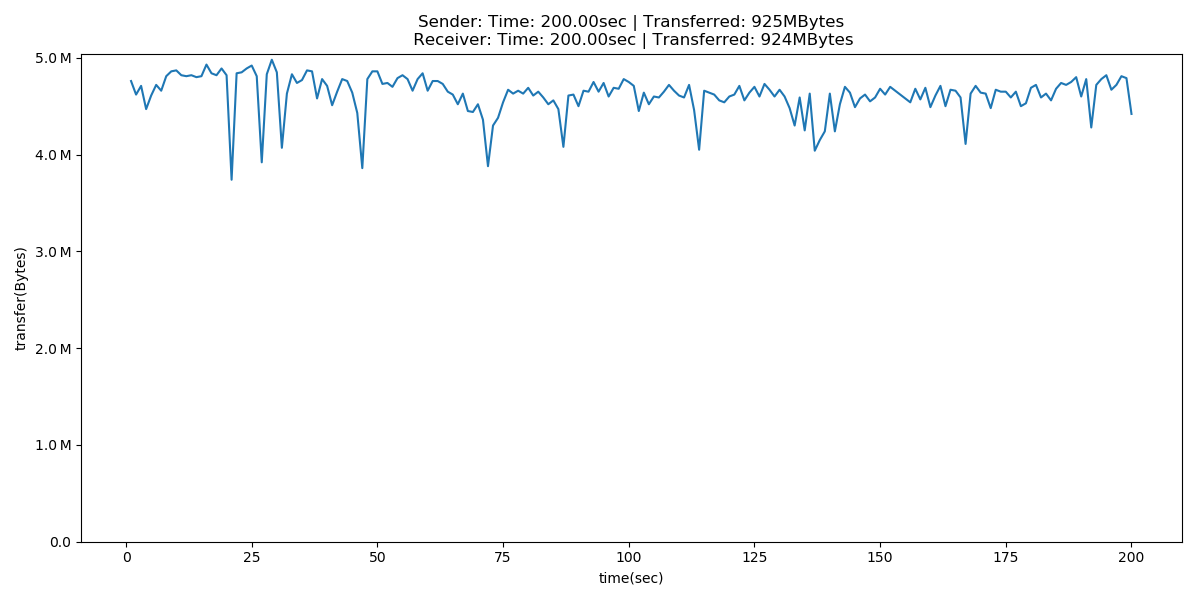 Sender: Time: 200.00sec | Transferred: 925MBytes
Receiver: Time: 200.00sec | Transferred: 924MBytes
5.0 M
4.0 M
3.0 M
2.0 M
1.0 M
0.0
transfer(Bytes)
0 25 50 75 100 125 150 175 200
time(sec)